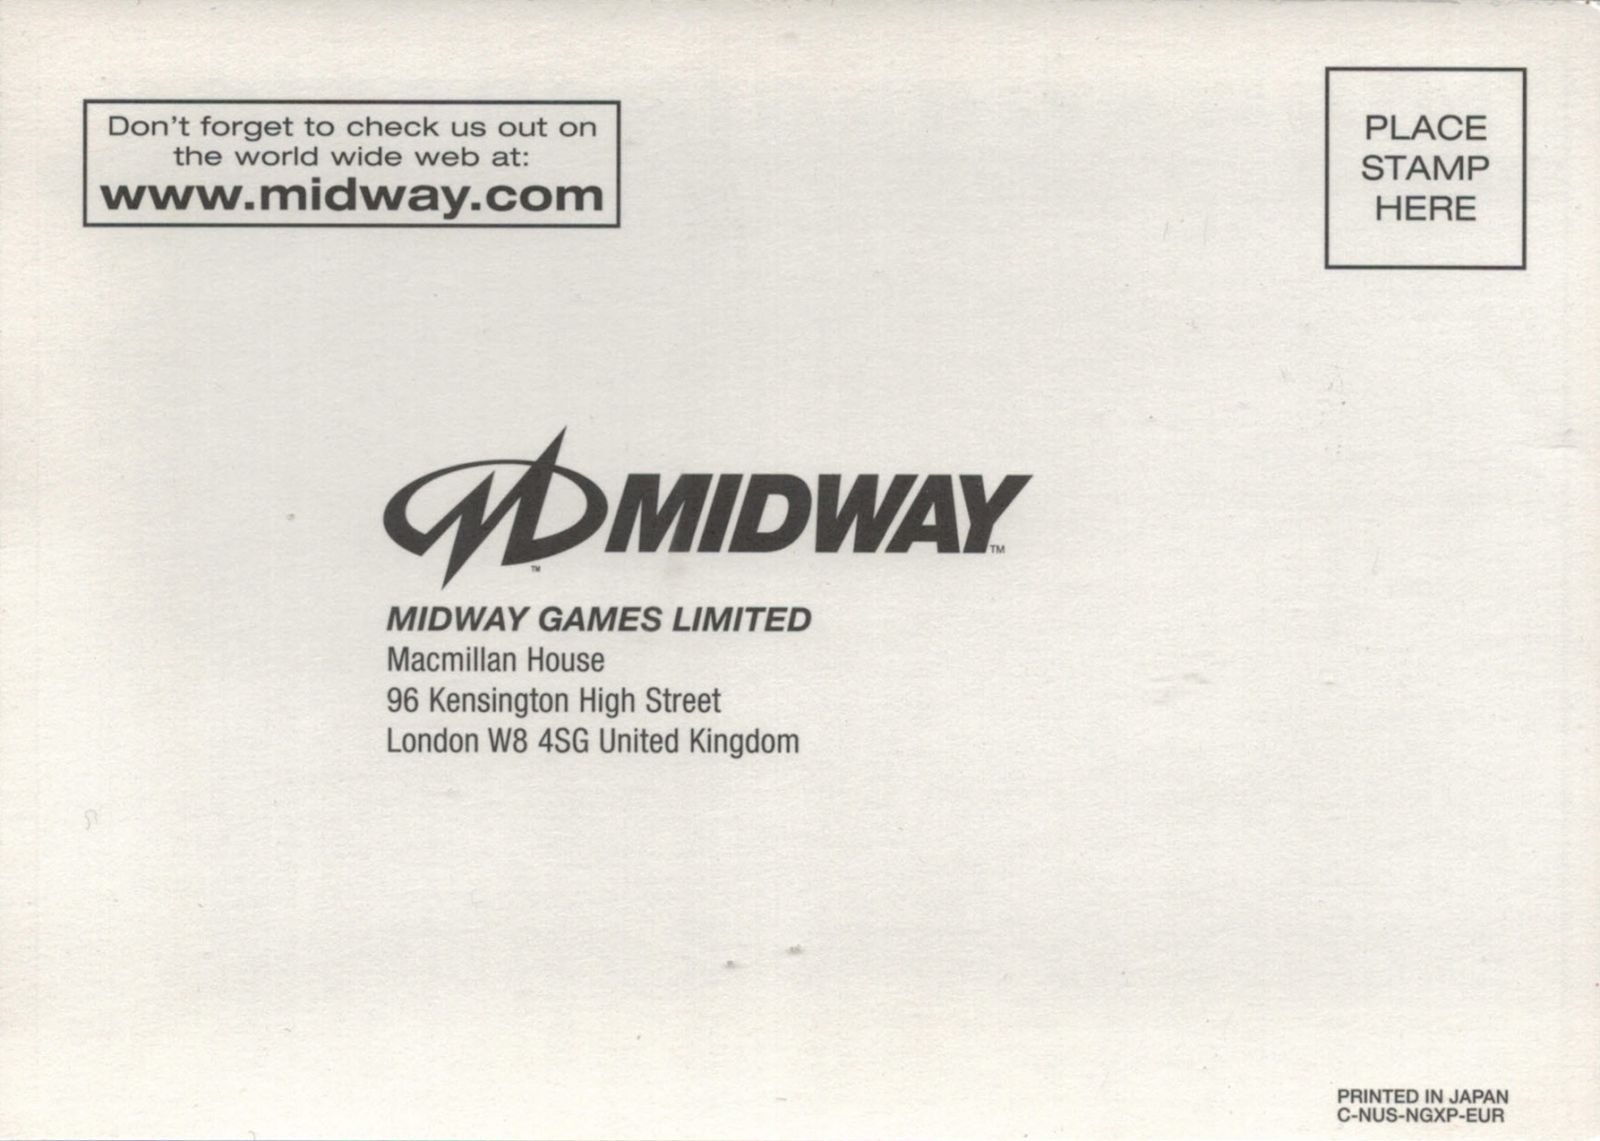 Don't forget to check us out on
the world wide web at:
www.midway.com
PLACE
STAMP
HERE
MIDWAY™
™
MIDWAY GAMES LIMITED
Macmillan House
96 Kensington High Street
London W8 4SG United Kingdom
PRINTED IN JAPAN
C-NUS-NGXP-EUR